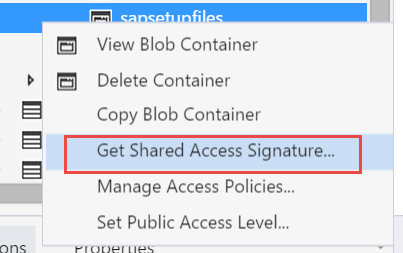 sapsetupfiles
View Blob Container
Delete Container
Copy Blob Container
Get Shared Access Signature...
Manage Access Policies...
Set Public Access Level...
Properties